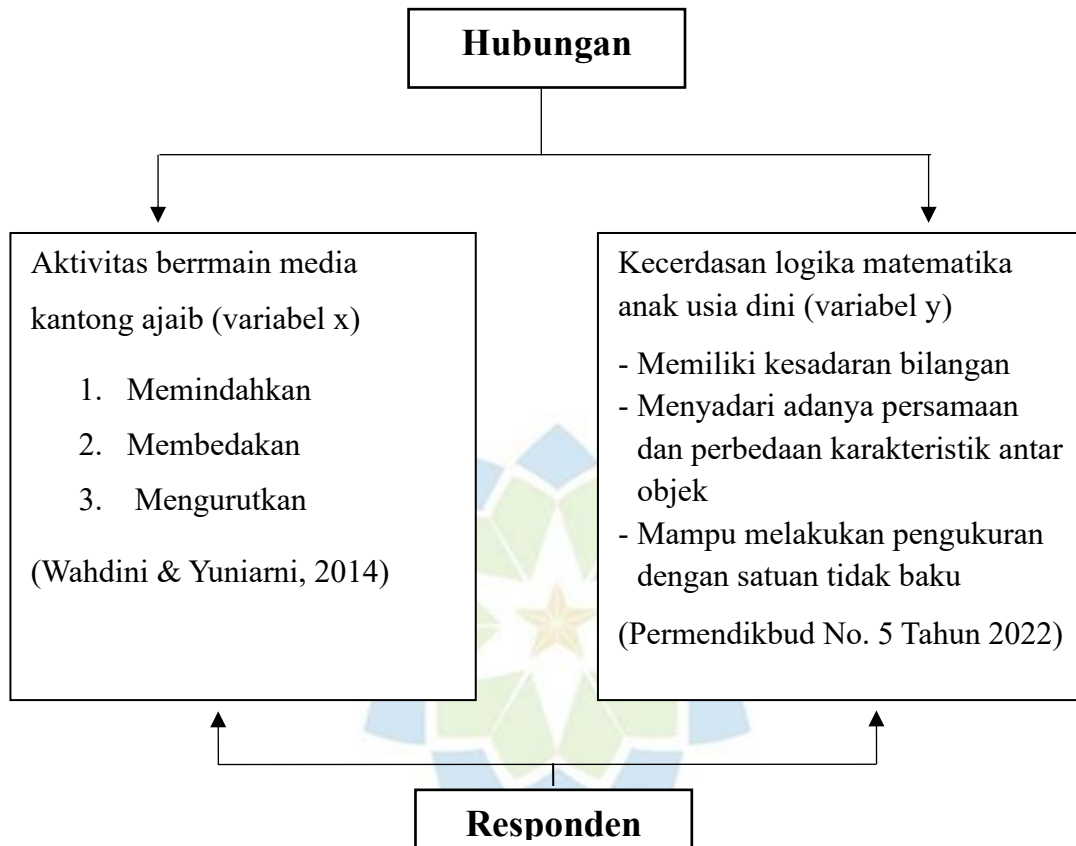 Hubungan
Aktivitas berrmain media
kantong ajaib (variabel x)
1. Memindahkan
2. Membedakan
3. Mengurutkan
(Wahdini & Yuniarni, 2014)
Kecerdasan logika matematika
anak usia dini (variabel y)
- Memiliki kesadaran bilangan
- Menyadari adanya persamaan
dan perbedaan karakteristik antar
objek
- Mampu melakukan pengukuran
dengan satuan tidak baku
(Permendikbud No. 5 Tahun 2022)
Responden